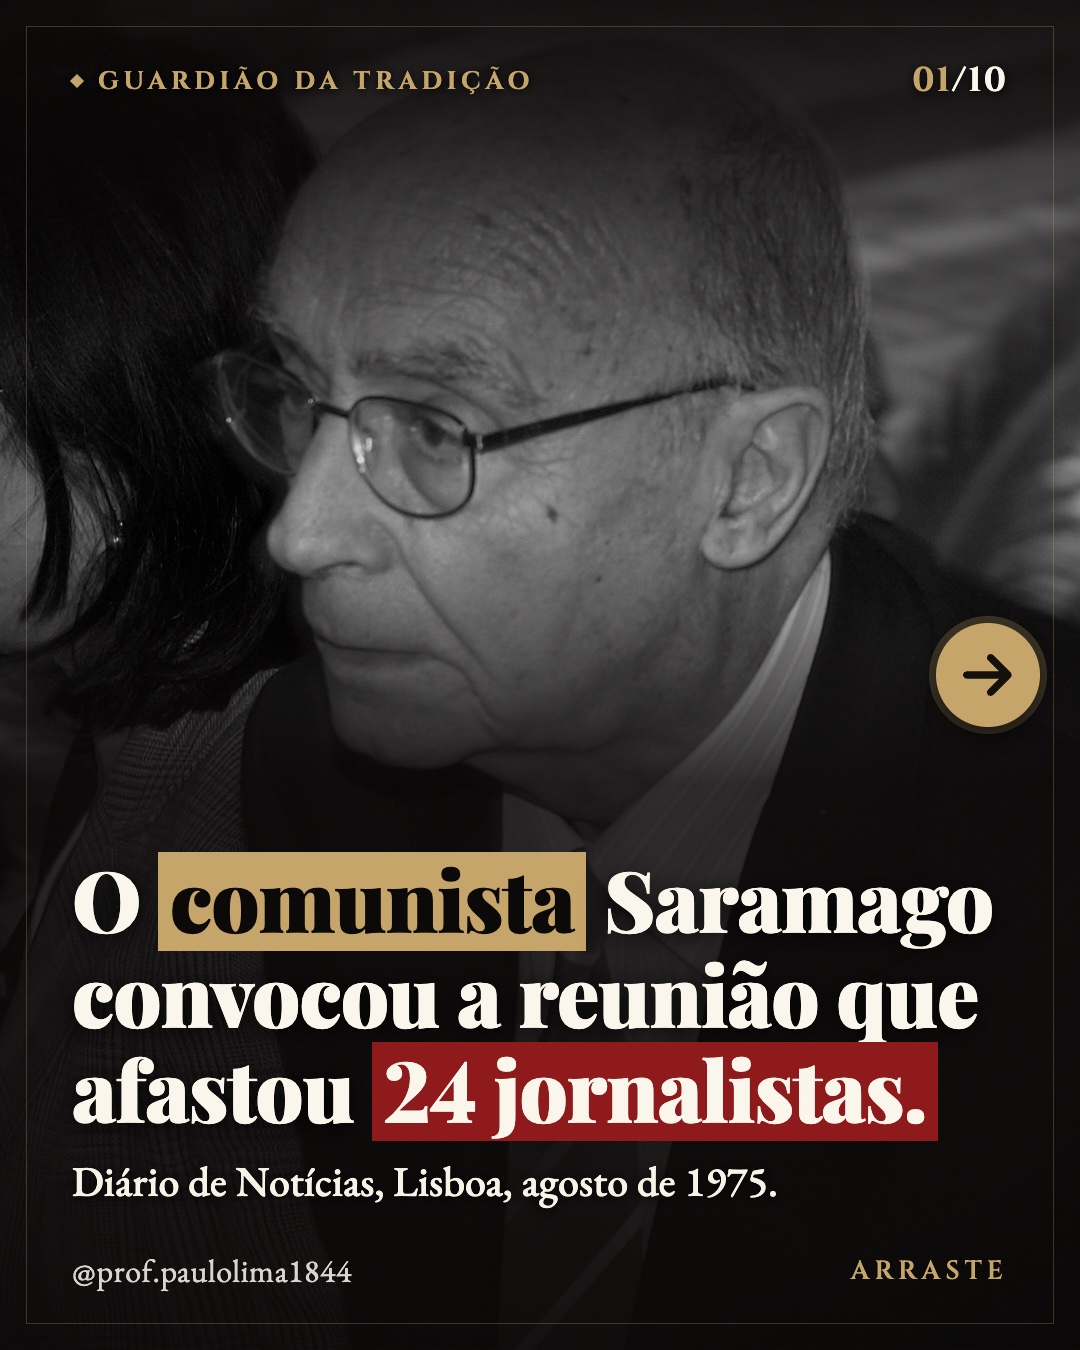 GUARDIÃO DA TRADIÇÃO
01/10
O comunista Saramago
convocou a reunião que
afastou 24 jornalistas.
Diário de Notícias, Lisboa, agosto de 1975.
@prof.paulolima1844
ARRASTE